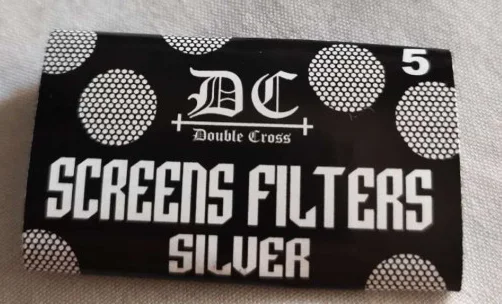 5
DC
Double Cross
SCREENS FILTERS
SILVER